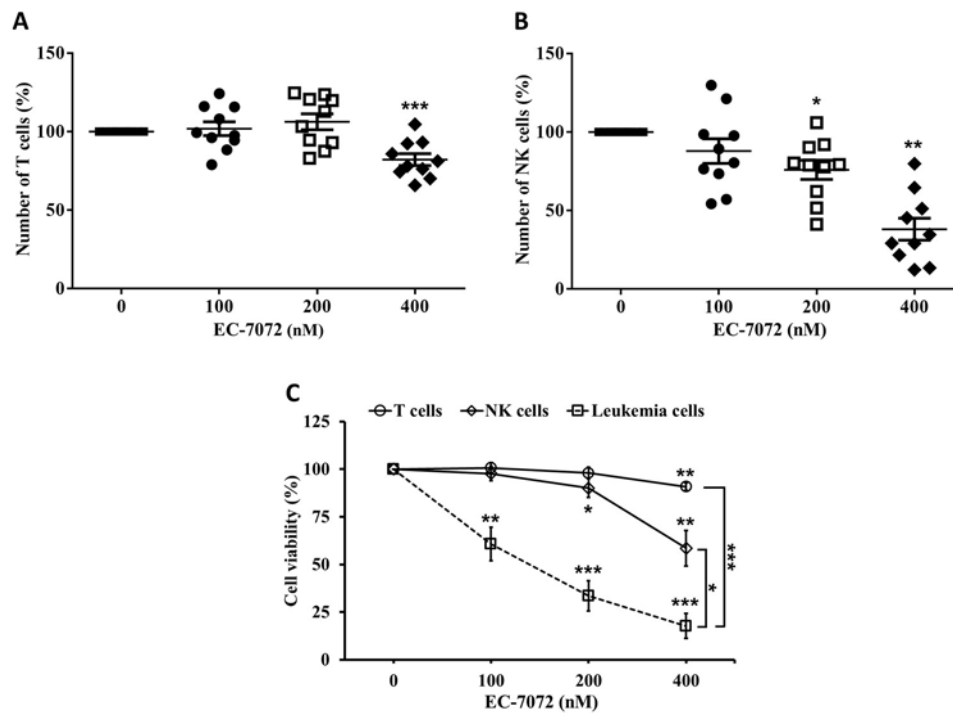 A
Number of T cells (%)
150
100
50
0
***
0 100 200 400
EC-7072 (nM)
B
Number of NK cells (%)
150
100
50
0
*
**
0 100 200 400
EC-7072 (nM)
C
T cells NK cells Leukemia cells
Cell viability (%)
125
100
75
50
25
0
**
**
*
**
***
***
*
***
0 100 200 400
EC-7072 (nM)